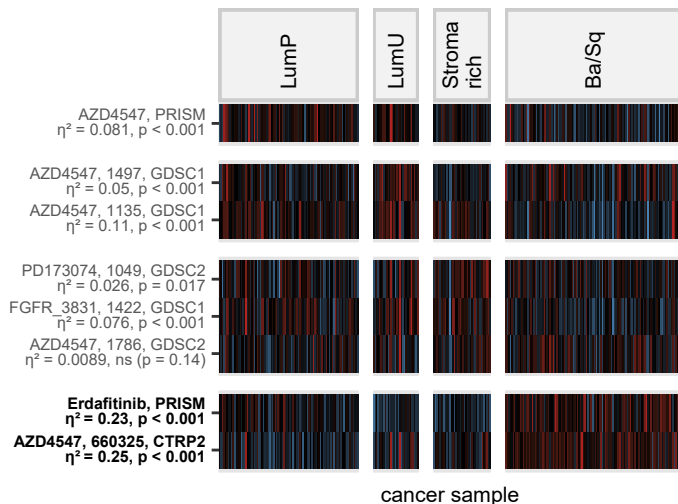 LumP
LumU
Stroma
rich
Ba/Sq
AZD4547, PRISM
η² = 0.081, p < 0.001
AZD4547, 1497, GDSC1
η² = 0.05, p < 0.001
AZD4547, 1135, GDSC1
η² = 0.11, p < 0.001
PD173074, 1049, GDSC2
η² = 0.026, p = 0.017
FGFR_3831, 1422, GDSC1
η² = 0.076, p < 0.001
AZD4547, 1786, GDSC2
η² = 0.0089, ns (p = 0.14)
Erdafitinib, PRISM
η² = 0.23, p < 0.001
AZD4547, 660325, CTRP2
η² = 0.25, p < 0.001
cancer sample